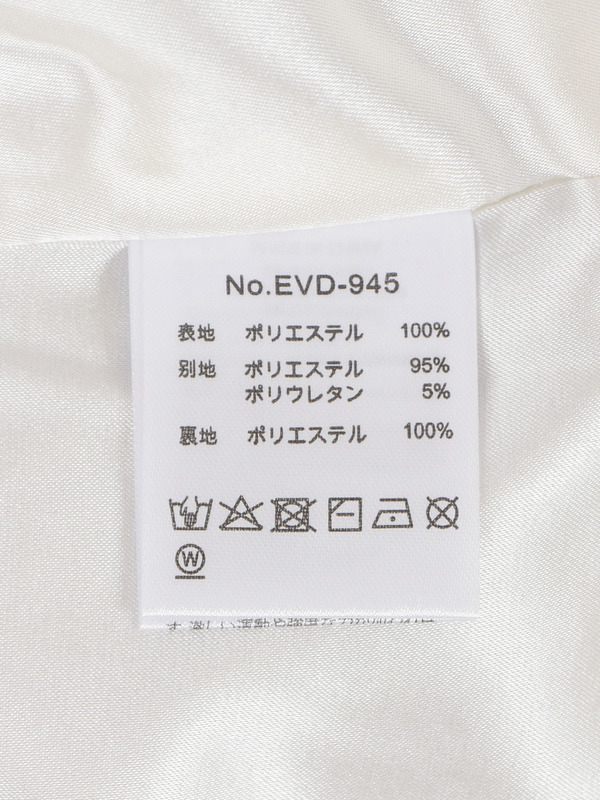 No.EVD-945
表地 ポリエステル 100%
別地 ポリエステル 95%
ポリウレタン 5%
裏地 ポリエステル 100%
W